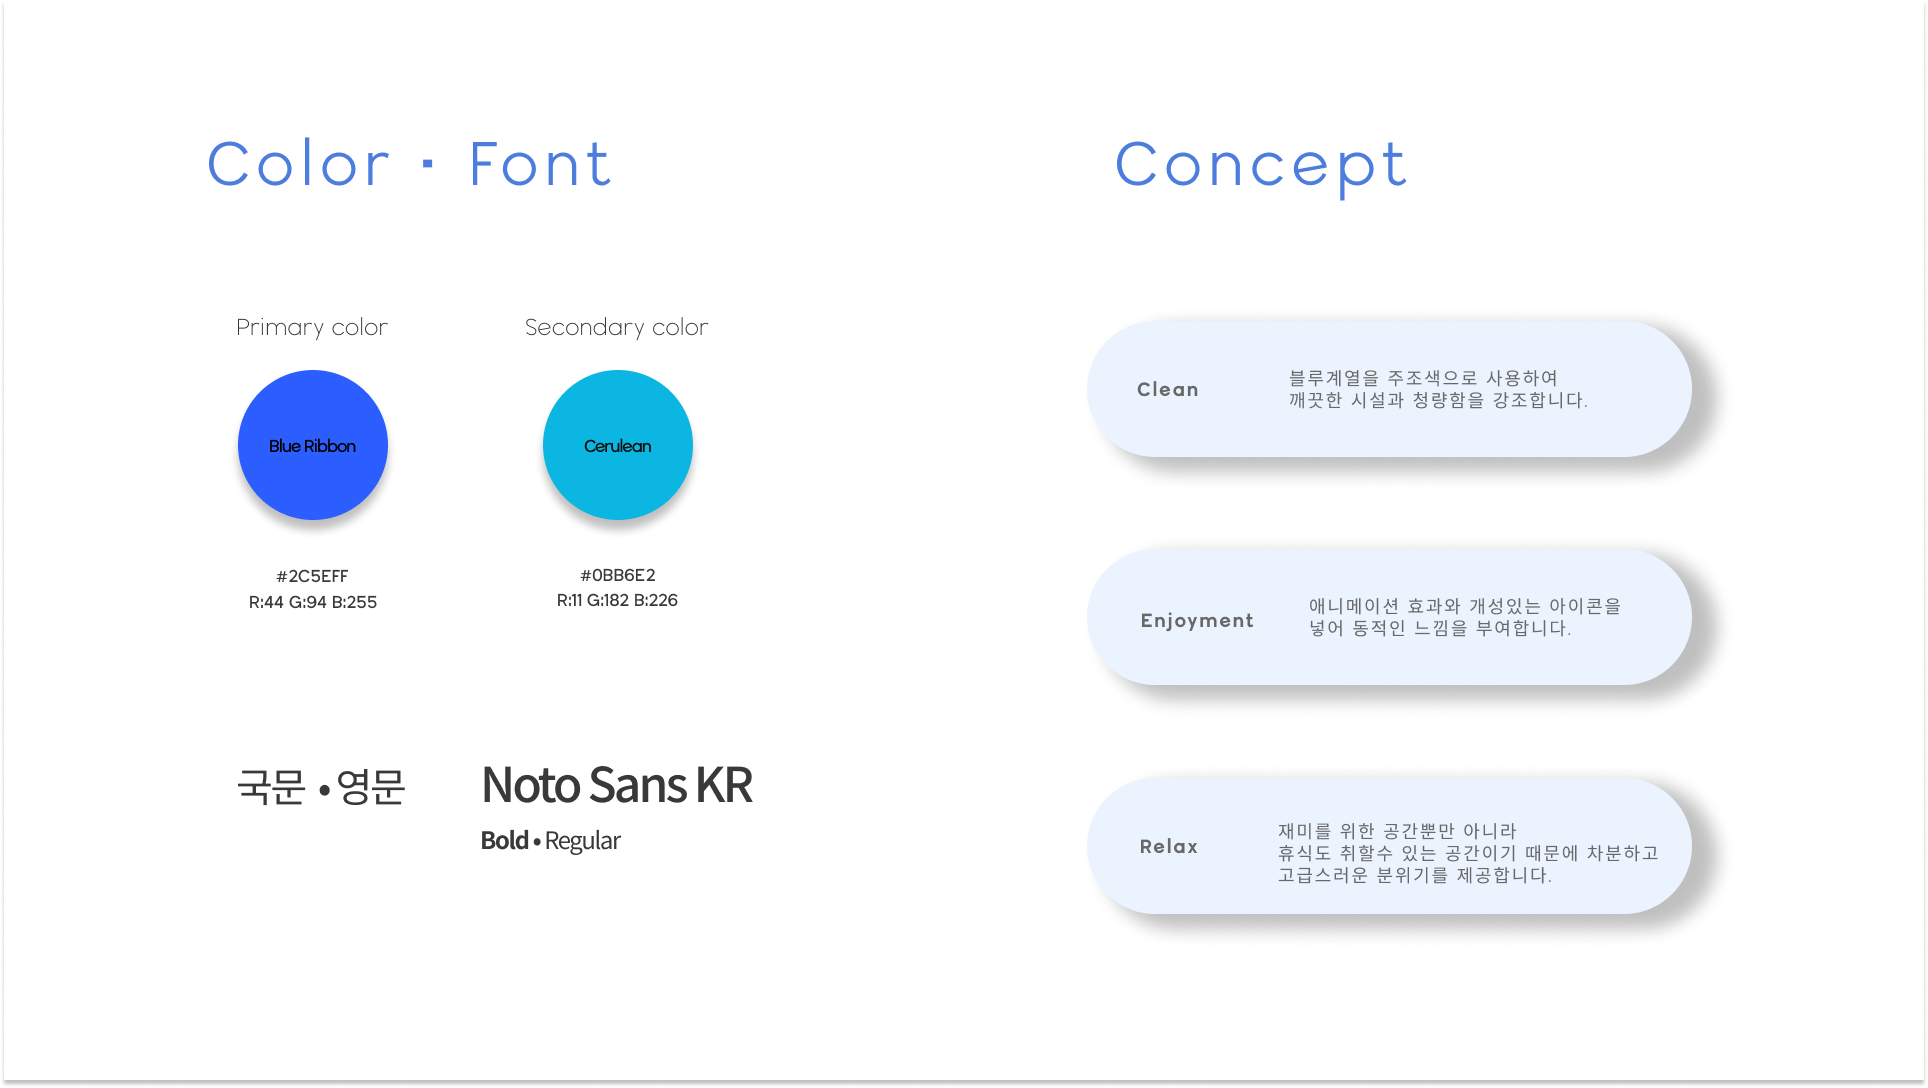 Color · Font
Primary color
Secondary color
Blue Ribbon
Cerulean
#2C5EFF
R:44 G:94 B:255
#0BB6E2
R:11 G:182 B:226
국문 • 영문
Noto Sans KR
Bold • Regular
Concept
Clean
블루계열을 주조색으로 사용하여
깨끗한 시설과 청량함을 강조합니다.
Enjoyment
애니메이션 효과와 개성있는 아이콘을
넣어 동적인 느낌을 부여합니다.
Relax
재미를 위한 공간뿐만 아니라
휴식도 취할수 있는 공간이기 때문에 차분하고
고급스러운 분위기를 제공합니다.